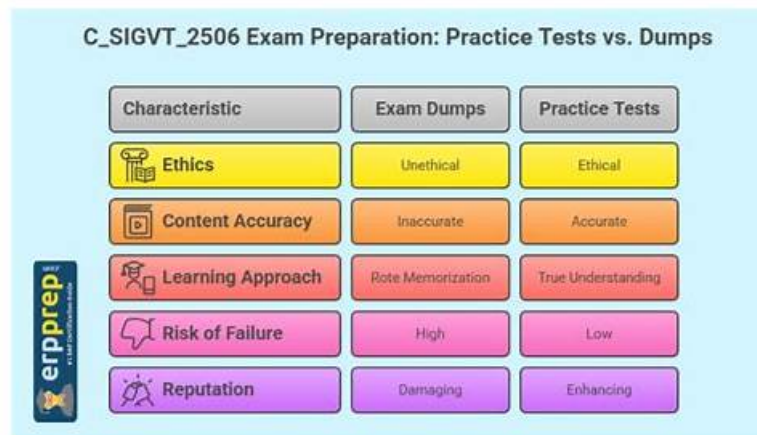 C_SIGVT_2506 Exam Preparation: Practice Tests vs. Dumps
Characteristic Exam Dumps Practice Tests
Ethics Unethical Ethical
Content Accuracy Inaccurate Accurate
Learning Approach Rote Memorization True Understanding
Risk of Failure High Low
Reputation Damaging Enhancing
erpprep